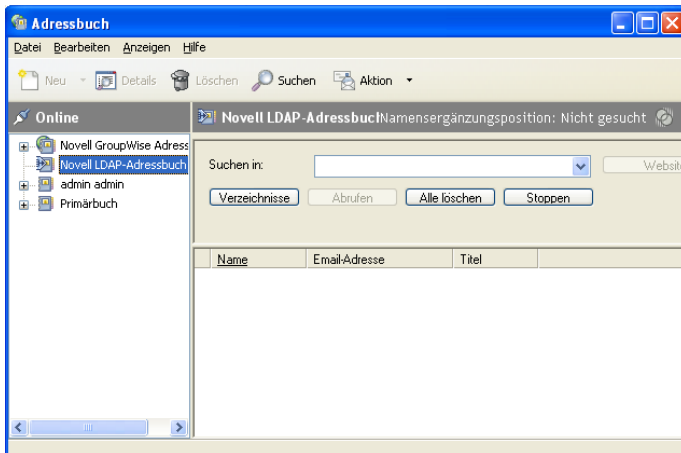 Adressbuch
Datei Bearbeiten Anzeigen Hilfe
Neu Details Löschen Suchen Aktion
Online
Novell LDAP-Adressbuch Namensergänzungsposition: Nicht gesucht
Novell GroupWise Adress
Novell LDAP-Adressbuch
admin admin
Primärbuch
Suchen in:
Website
Verzeichnisse Abrufen Alle löschen Stoppen
Name Email-Adresse Titel